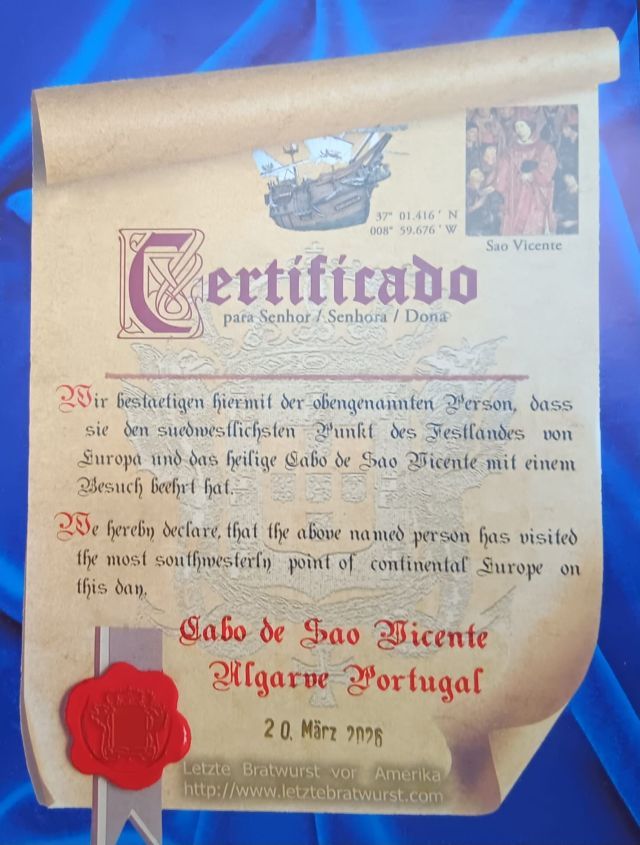 37° 01.416' N
008° 59.676' W
Sao Vicente
Certificado
para Senhor / Senhora / Dona
Wir bestaetigen hiermit der obengenannten Person, dass
sie den suedwestlichsten Punkt des Festlandes von
Europa und das heilige Cabo de Sao Vicente mit einem
Besuch beehrt hat.
We hereby declare, that the above named person has visited
the most southwesterly point of continental Europe on
this day.
Cabo de Sao Vicente
Algarve Portugal
20. März 2026
Letzte Bratwurst vor Amerika
http://www.letztebratwurst.com